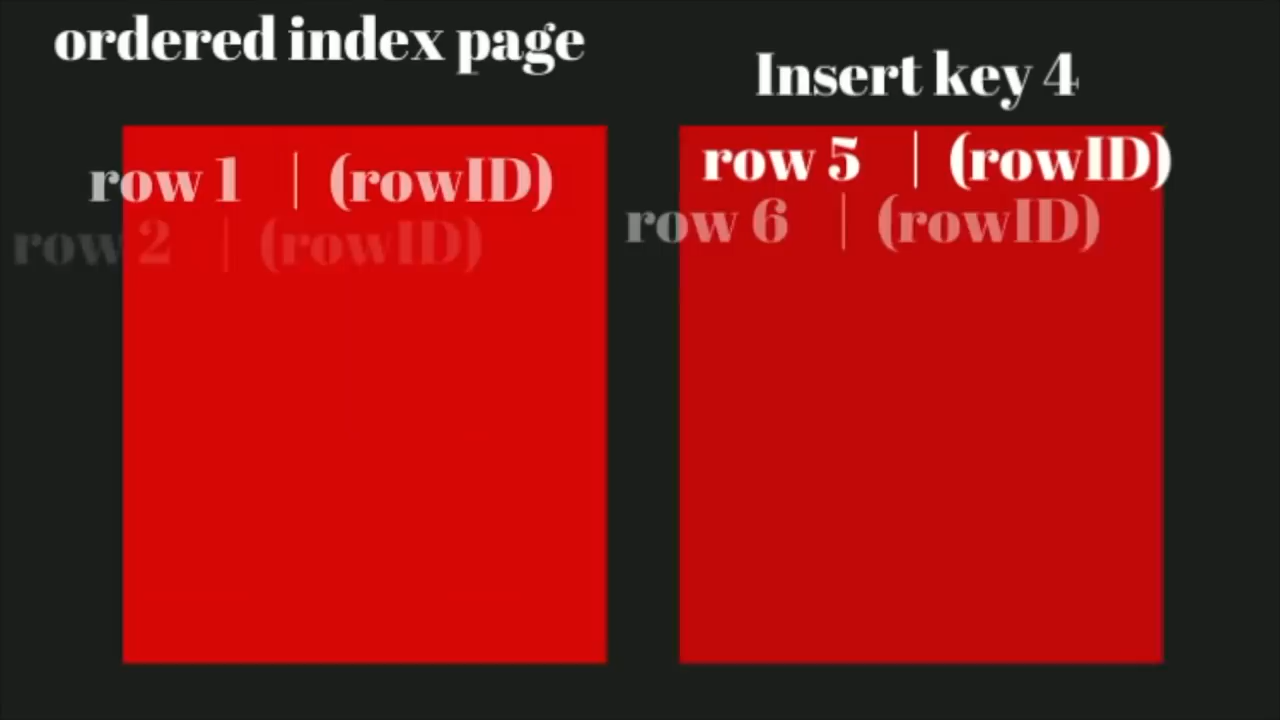 ordered index page
row 1 | (rowID)
row 2 | (rowID)
Insert key 4
row 5 | (rowID)
row 6 | (rowID)